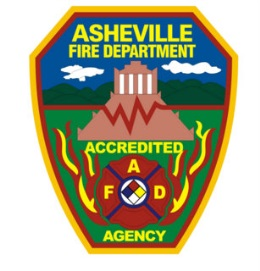 ASHEVILLE
FIRE DEPARTMENT
ACCREDITED
A
F D
AGENCY